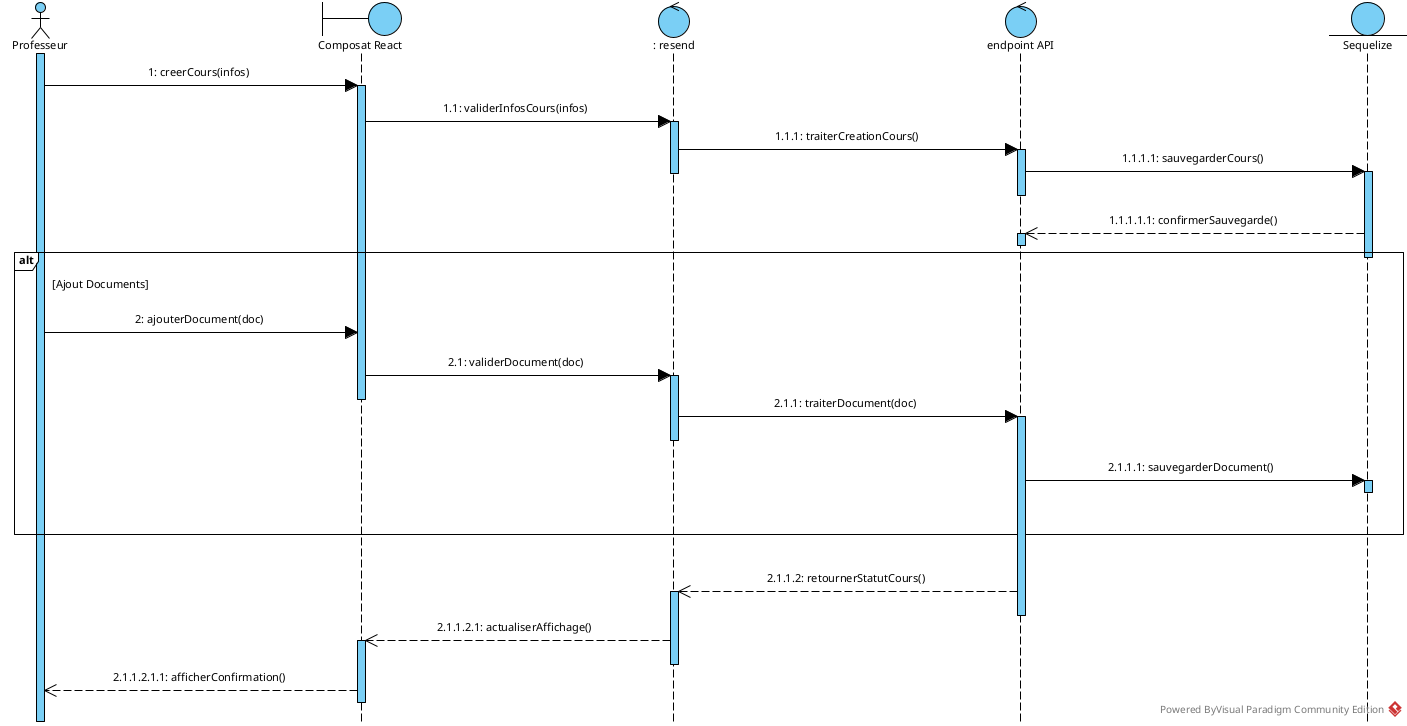 Professeur
Composat React
: resend
endpoint API
Sequelize
1: creerCours(infos)
1.1: validerInfosCours(infos)
1.1.1: traiterCreationCours()
1.1.1.1: sauvegarderCours()
1.1.1.1.1: confirmerSauvegarde()
alt
[Ajout Documents]
2: ajouterDocument(doc)
2.1: validerDocument(doc)
2.1.1: traiterDocument(doc)
2.1.1.1: sauvegarderDocument()
2.1.1.2: retournerStatutCours()
2.1.1.2.1: actualiserAffichage()
2.1.1.2.1.1: afficherConfirmation()
Powered ByVisual Paradigm Community Edition